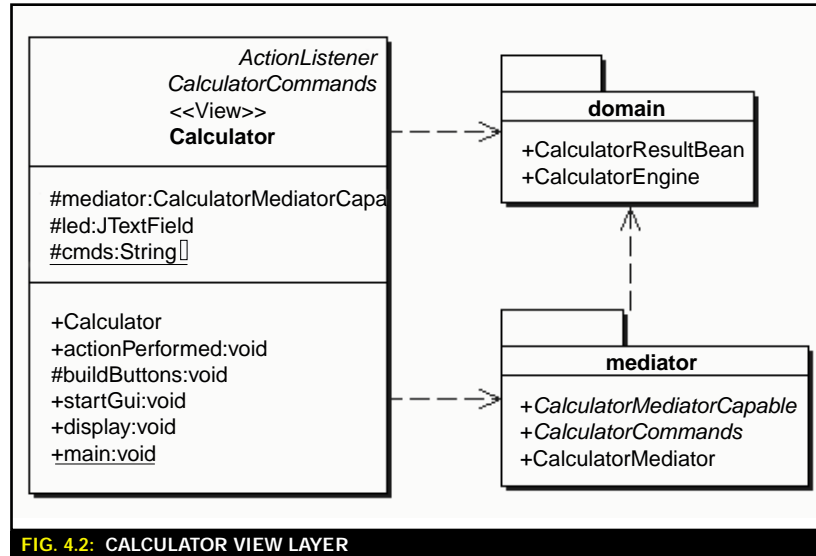 ActionListener
CalculatorCommands
<<View>>
Calculator
#mediator:CalculatorMediatorCapa
#led:JTextField
#cmds:String[]
+Calculator
+actionPerformed:void
#buildButtons:void
+startGui:void
+display:void
+main:void
domain
+CalculatorResultBean
+CalculatorEngine
mediator
+CalculatorMediatorCapable
+CalculatorCommands
+CalculatorMediator
FIG. 4.2: CALCULATOR VIEW LAYER